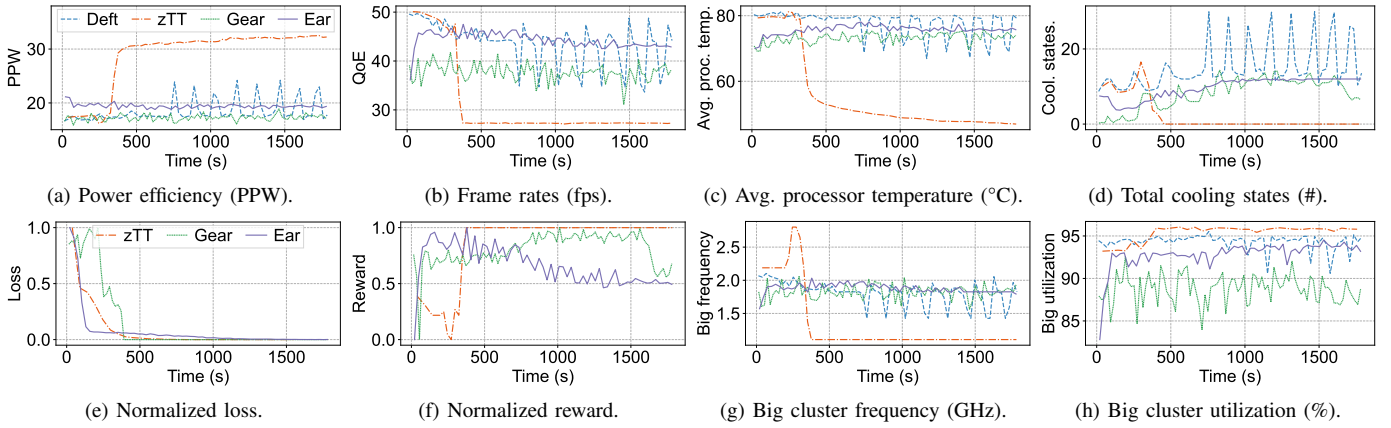 Deft zTT Gear Ear
PPW
30
20
0 500 1000 1500
Time (s)
(a) Power efficiency (PPW).
QoE
50
40
30
0 500 1000 1500
Time (s)
(b) Frame rates (fps).
Avg. proc. temp.
80
60
0 500 1000 1500
Time (s)
(c) Avg. processor temperature (°C).
Cool. states.
20
0
0 500 1000 1500
Time (s)
(d) Total cooling states (#).
zTT Gear Ear
Loss
1.0
0.5
0.0
0 500 1000 1500
Time (s)
(e) Normalized loss.
Reward
1.0
0.5
0.0
0 500 1000 1500
Time (s)
(f) Normalized reward.
Big frequency
2.5
2.0
1.5
0 500 1000 1500
Time (s)
(g) Big cluster frequency (GHz).
Big utilization
95
90
85
0 500 1000 1500
Time (s)
(h) Big cluster utilization (%).